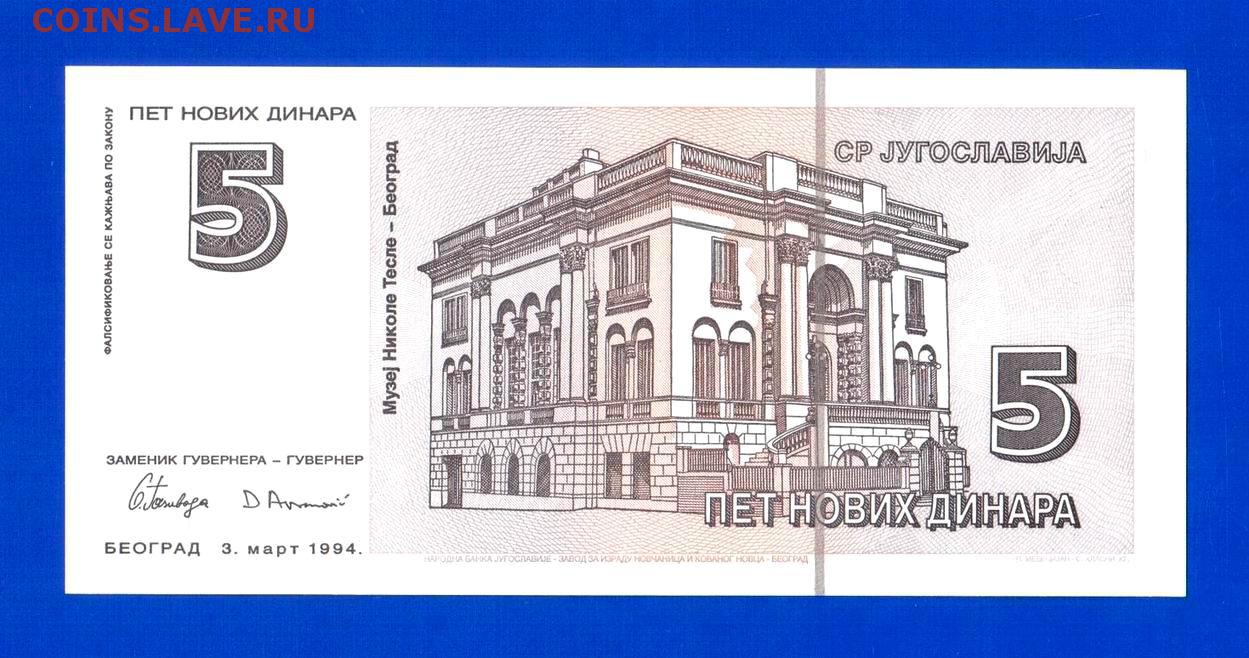 COINS.LAVE.RU
ПЕТ НОВИХ ДИНАРА
5
ФАЛСИФИКОВАЊЕ СЕ КАЖЊАВА ПО ЗАКОНУ
ЗАМЕНИК ГУВЕРНЕРА – ГУВЕРНЕР
БЕОГРАД 3. март 1994.
Музеј Николе Тесле – Београд
СР ЈУГОСЛАВИЈА
5
ПЕТ НОВИХ ДИНАРА
НАРОДНА БАНКА ЈУГОСЛАВИЈЕ - ЗАВОД ЗА ИЗРАДУ НОВЧАНИЦА И КОВАНОГ НОВЦА - БЕОГРАД